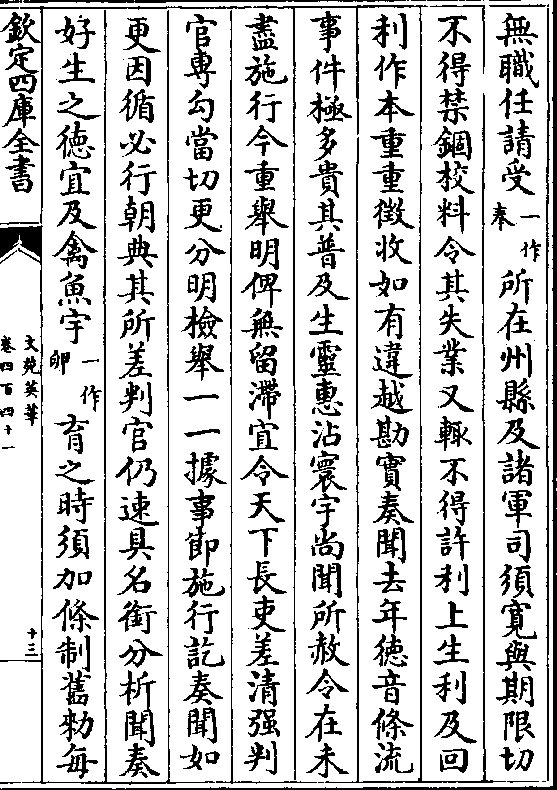 無職任請受一作奉所在州縣及諸軍司須寛與期限切
不得禁錮校料令其失業又輙不得許利上生利及回
利作本重重徴收如有違越勘實奏聞去年徳音條流
事件極多貴其普及生靈惠沾寰宇尚聞所赦令在未
盡施行今重舉明俾無留滯宜令天下長吏差清强判
官専勾當切更分明檢舉一一據事卽施行訖奏聞如
更因循必行朝典其所差判官仍速具名銜分析聞奏
好生之徳宜及禽魚宇一作卵育之時須加條制舊勑每
欽定四庫全書
文苑英華
卷四百四十一
十三